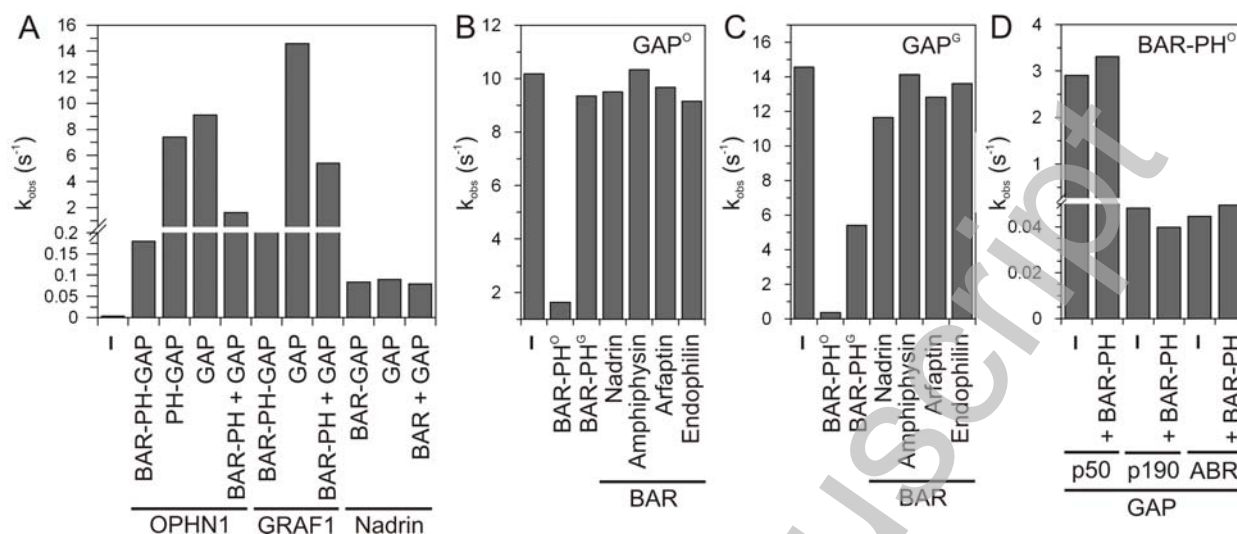 A
kobs (s-1)
16
14
12
10
8
6
4
2
0.2
0.15
0.1
0.05
0
–
BAR-PH-GAP
PH-GAP
GAP
BAR-PH + GAP
BAR-PH-GAP
GAP
BAR-PH + GAP
BAR-GAP
GAP
BAR + GAP
OPHN1
GRAF1
Nadrin
B
GAPO
kobs (s-1)
12
10
8
6
4
2
–
BAR-PHO
BAR-PHG
Nadrin
Amphiphysin
Arfaptin
Endophilin
BAR
C
GAPG
kobs (s-1)
16
14
12
10
8
6
4
2
0
–
BAR-PHO
BAR-PHG
Nadrin
Amphiphysin
Arfaptin
Endophilin
BAR
D
BAR-PHO
kobs (s-1)
4
3
2
1
0.04
0.02
0
–
+ BAR-PH
–
+ BAR-PH
–
+ BAR-PH
p50
p190
ABR
GAP
uscript